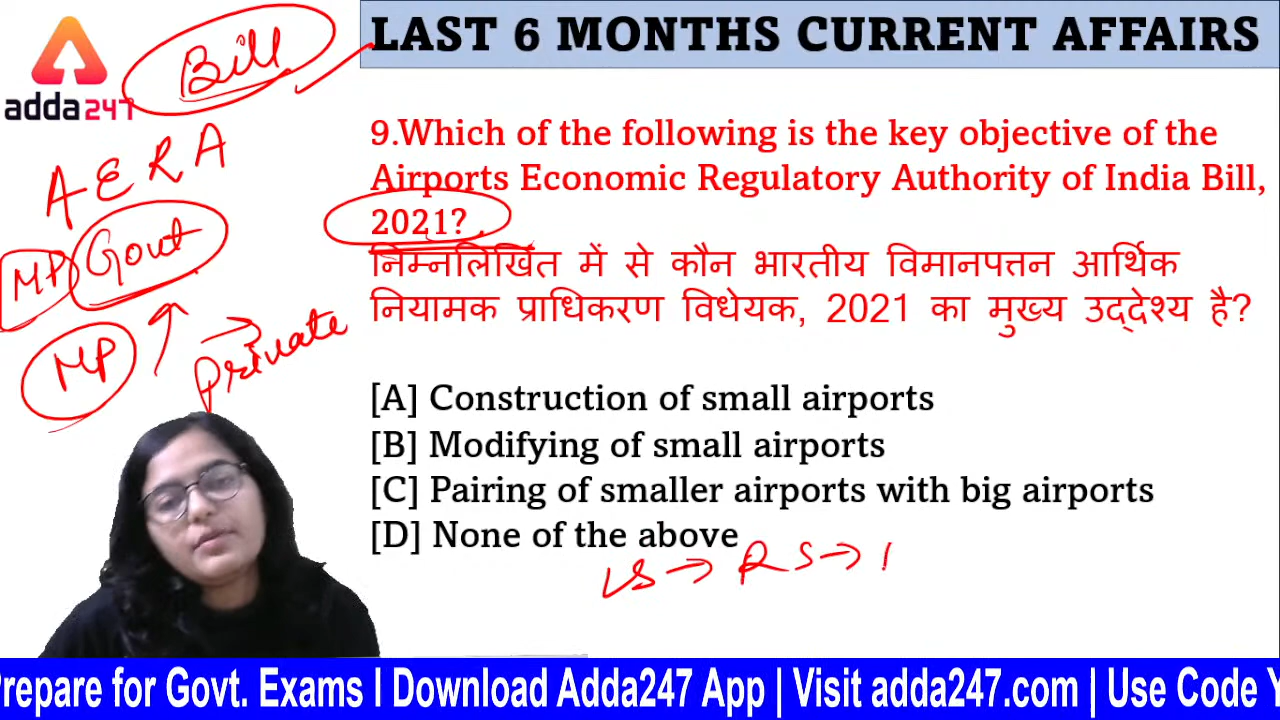 LAST 6 MONTHS CURRENT AFFAIRS
Bill
adda247
AERA
MP Govt
MP
private
9.Which of the following is the key objective of the
Airports Economic Regulatory Authority of India Bill,
2021?
निम्नलिखित में से कौन भारतीय विमानपत्तन आर्थिक
नियामक प्राधिकरण विधेयक, 2021 का मुख्य उद्देश्य है?
[A] Construction of small airports
[B] Modifying of small airports
[C] Pairing of smaller airports with big airports
[D] None of the above
LS → RS →
Prepare for Govt. Exams I Download Adda247 App | Visit adda247.com | Use Code Y